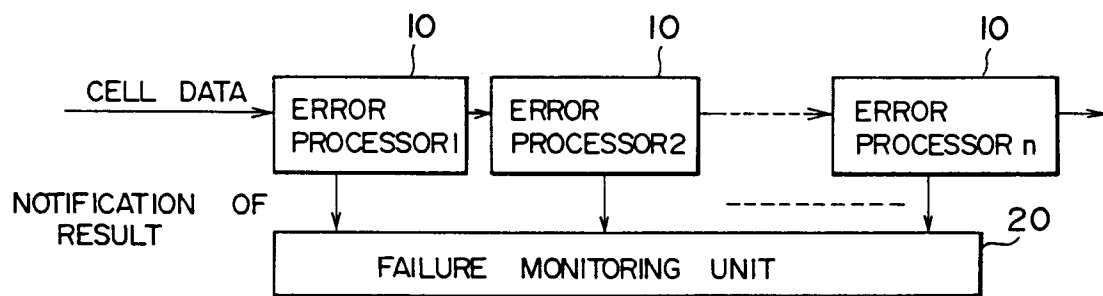 10 10 10
CELL DATA
ERROR PROCESSOR1
ERROR PROCESSOR2
ERROR PROCESSOR n
NOTIFICATION OF
RESULT
20
FAILURE MONITORING UNIT